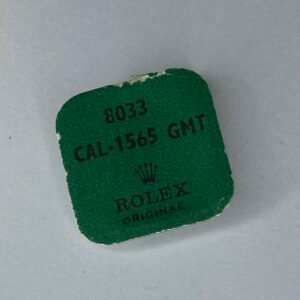 8033
CAL-1565 GMT
ROLEX
ORIGINAL